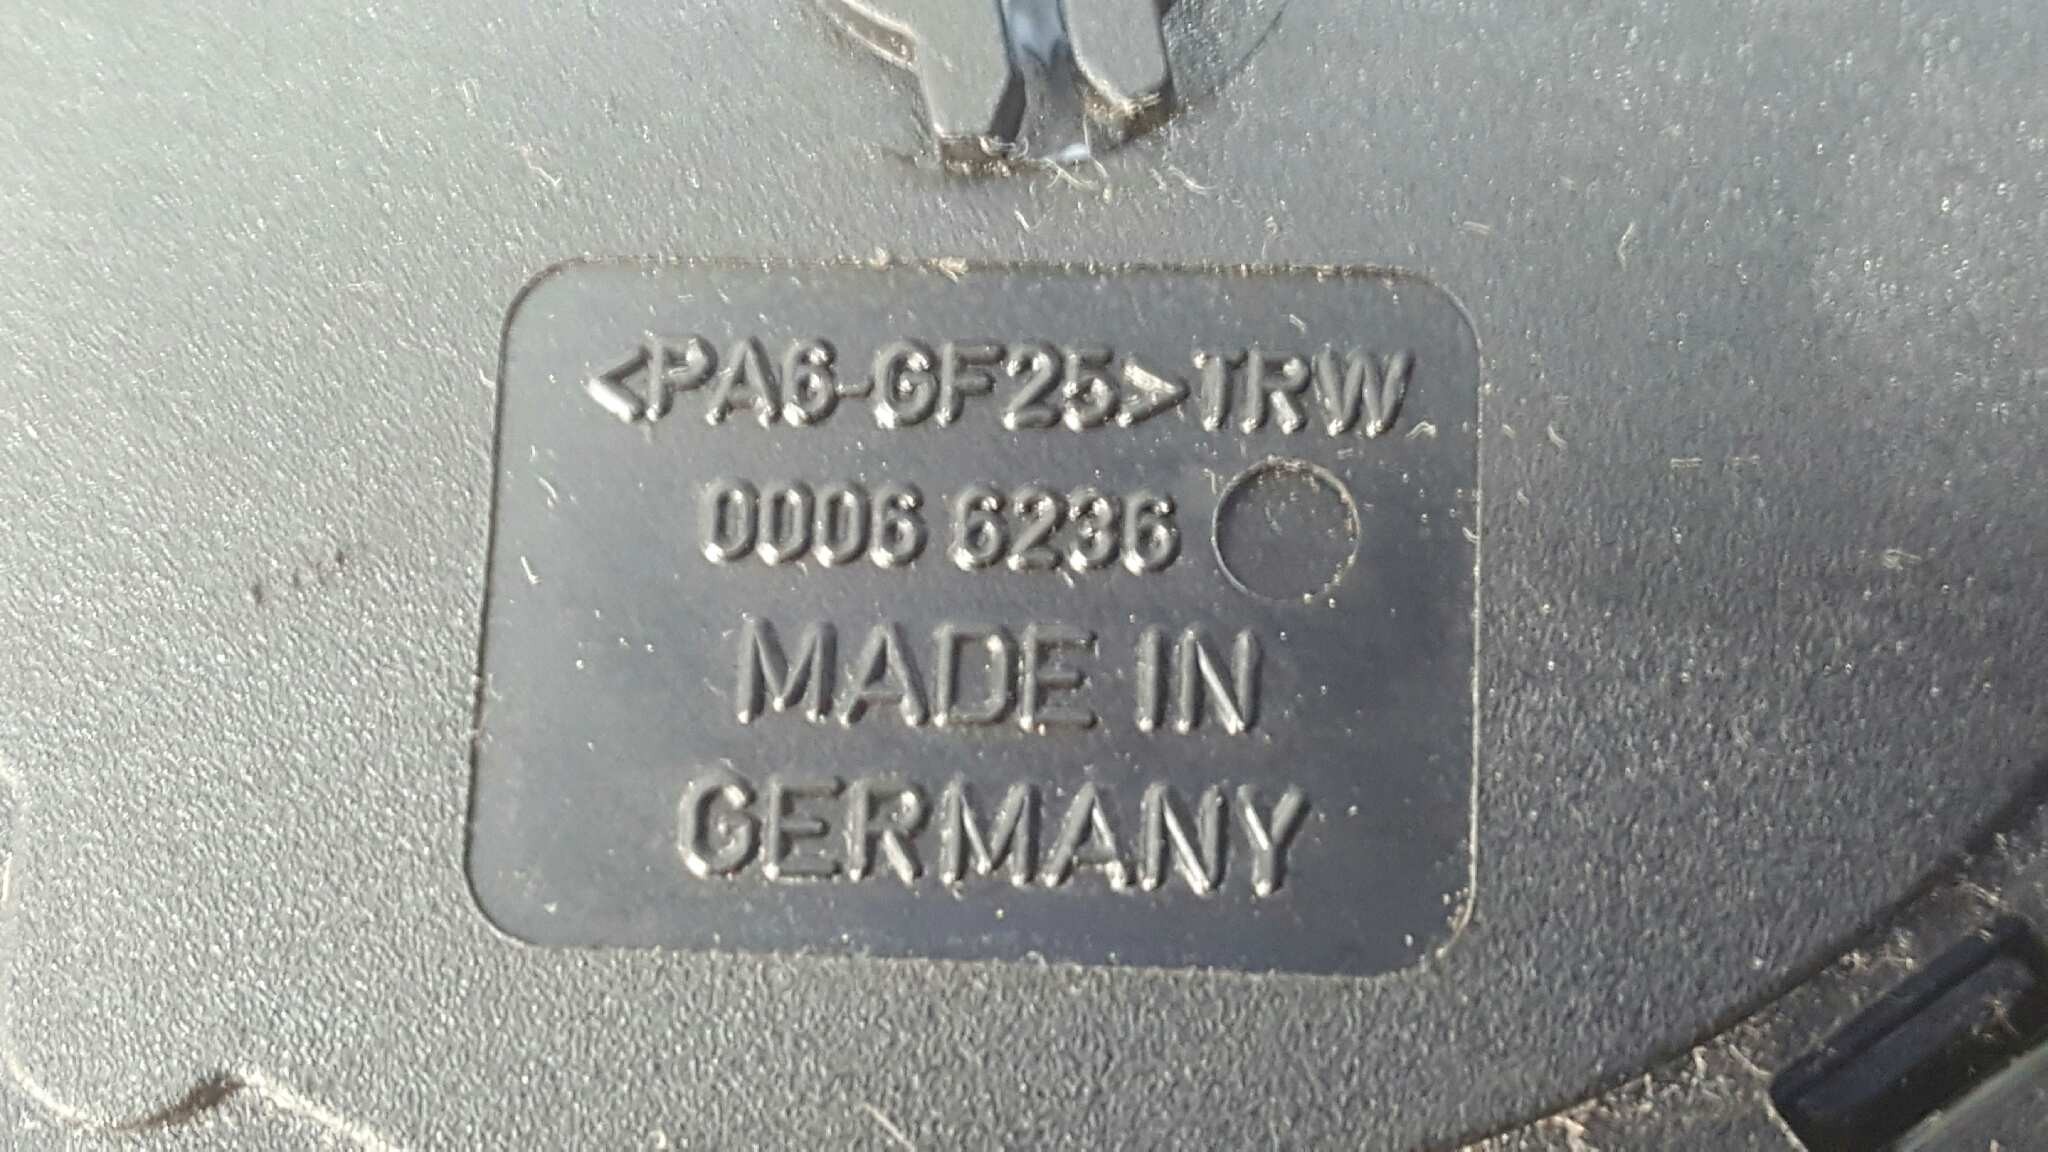 <PA6-GF25>TRW
0006 6236
MADE IN
GERMANY